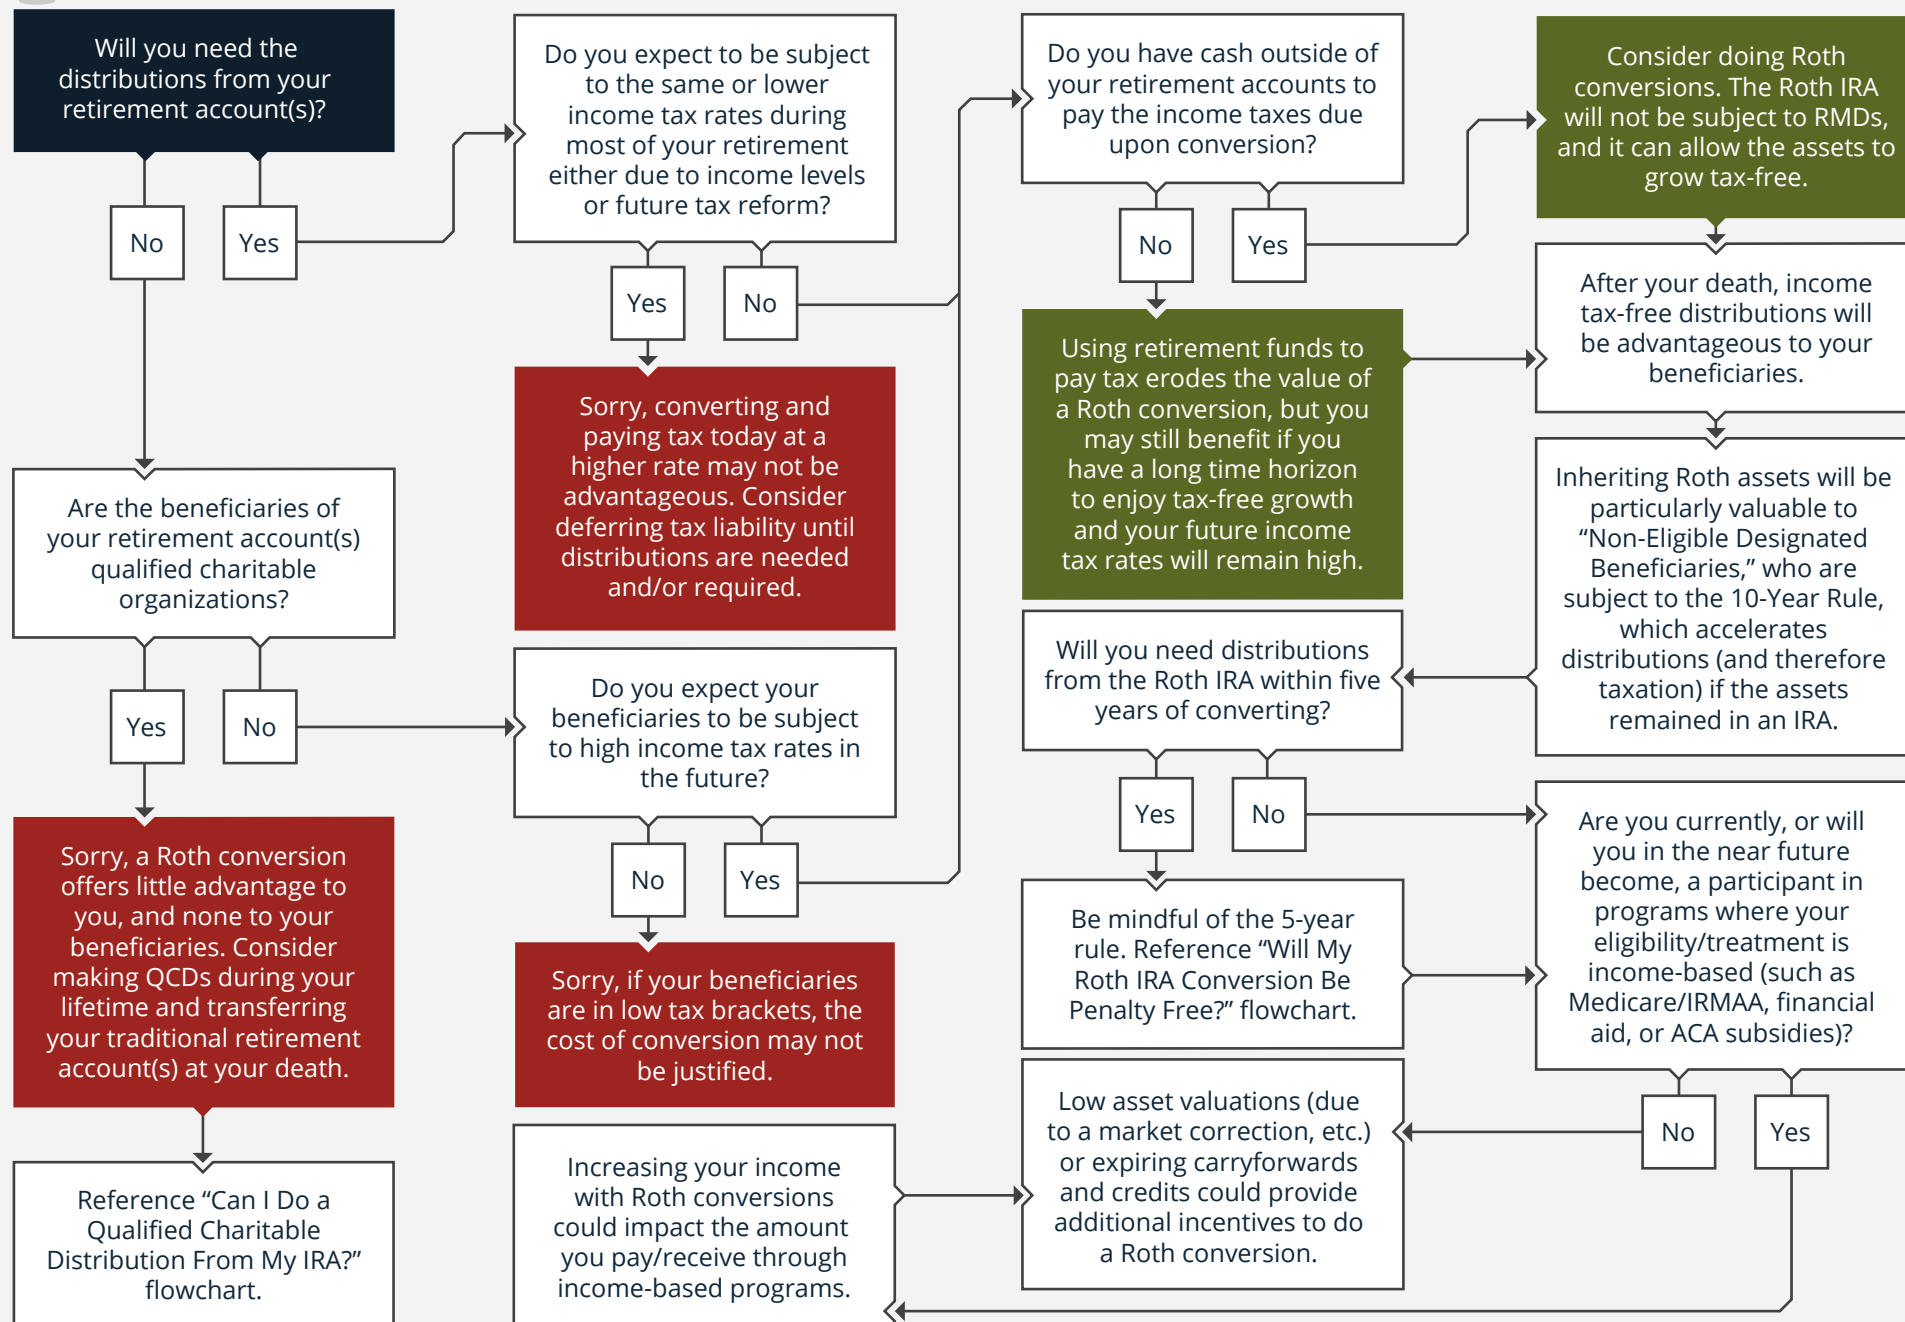 Will you need the
distributions from your
retirement account(s)?
No
Yes
Are the beneficiaries of
your retirement account(s)
qualified charitable
organizations?
Yes
No
Sorry, a Roth conversion
offers little advantage to
you, and none to your
beneficiaries. Consider
making QCDs during your
lifetime and transferring
your traditional retirement
account(s) at your death.
Reference “Can I Do a
Qualified Charitable
Distribution From My IRA?”
flowchart.
Do you expect to be subject
to the same or lower
income tax rates during
most of your retirement
either due to income levels
or future tax reform?
Yes
No
Sorry, converting and
paying tax today at a
higher rate may not be
advantageous. Consider
deferring tax liability until
distributions are needed
and/or required.
Do you expect your
beneficiaries to be subject
to high income tax rates in
the future?
No
Yes
Sorry, if your beneficiaries
are in low tax brackets, the
cost of conversion may not
be justified.
Increasing your income
with Roth conversions
could impact the amount
you pay/receive through
income-based programs.
Do you have cash outside of
your retirement accounts to
pay the income taxes due
upon conversion?
No
Yes
Using retirement funds to
pay tax erodes the value of
a Roth conversion, but you
may still benefit if you
have a long time horizon
to enjoy tax-free growth
and your future income
tax rates will remain high.
Will you need distributions
from the Roth IRA within five
years of converting?
Yes
No
Be mindful of the 5-year
rule. Reference “Will My
Roth IRA Conversion Be
Penalty Free?” flowchart.
Low asset valuations (due
to a market correction, etc.)
or expiring carryforwards
and credits could provide
additional incentives to do
a Roth conversion.
Consider doing Roth
conversions. The Roth IRA
will not be subject to RMDs,
and it can allow the assets to
grow tax-free.
After your death, income
tax-free distributions will
be advantageous to your
beneficiaries.
Inheriting Roth assets will be
particularly valuable to
“Non-Eligible Designated
Beneficiaries,” who are
subject to the 10-Year Rule,
which accelerates
distributions (and therefore
taxation) if the assets
remained in an IRA.
Are you currently, or will
you in the near future
become, a participant in
programs where your
eligibility/treatment is
income-based (such as
Medicare/IRMAA, financial
aid, or ACA subsidies)?
No
Yes